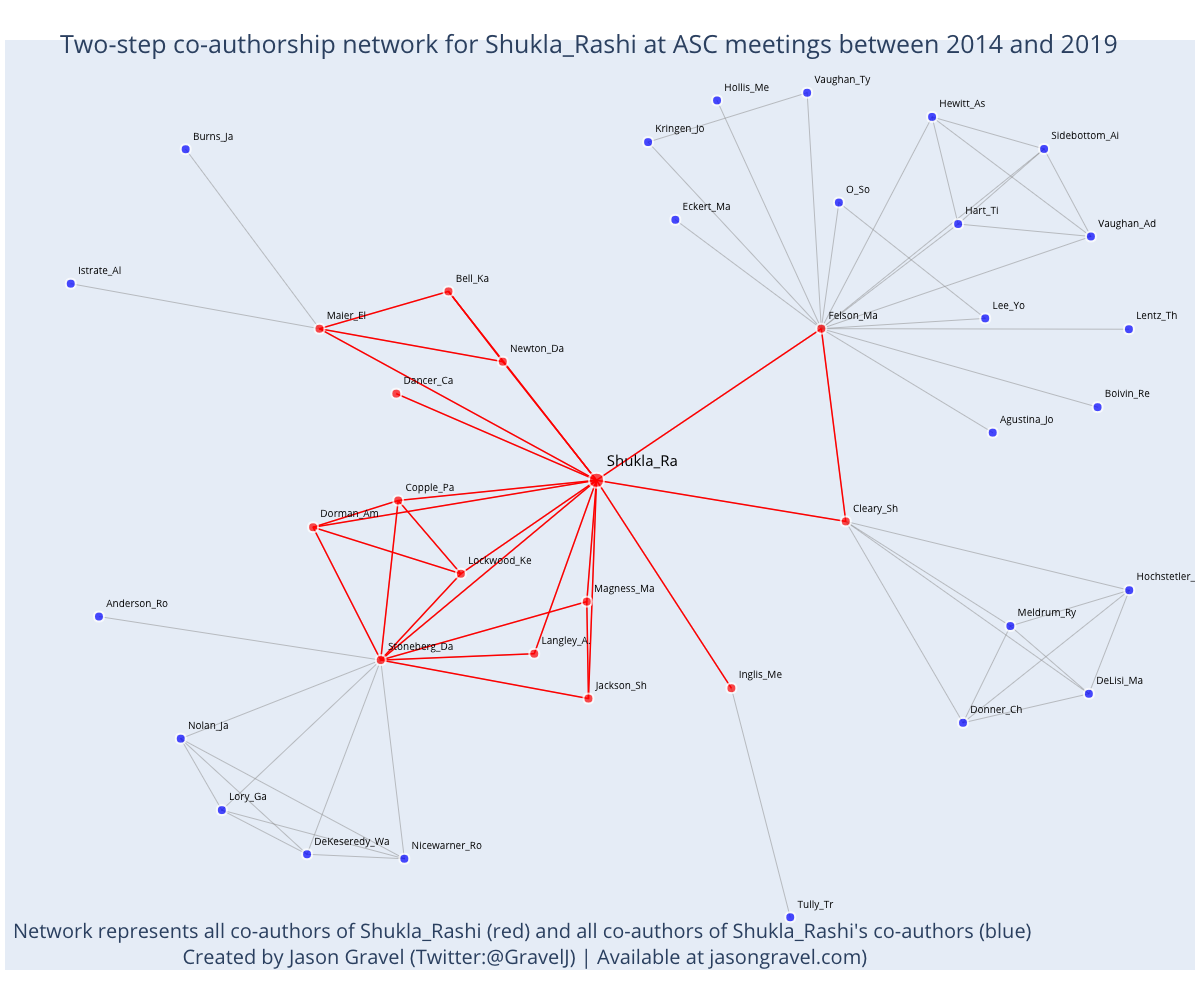 Two-step co-authorship network for Shukla_Rashi at ASC meetings between 2014 and 2019
Vaughan_Ty
Hollis_Me
Hewitt_As
Kringen_Jo
Sidebottom_Ai
Burns_Ja
O_So
Eckert_Ma
Hart_Ti
Vaughan_Ad
Istrate_Al
Bell_Ka
Lee_Yo
Maier_El
Felson_Ma
Lentz_Th
Newton_Da
Dancer_Ca
Boivin_Re
Agustina_Jo
Shukla_Ra
Copple_Pa
Dorman_Am
Cleary_Sh
Lockwood_Ke
Hochstetler_
Magness_Ma
Anderson_Ro
Meldrum_Ry
Stoneberg_Da
Langley_A.
Inglis_Me
Jackson_Sh
DeLisi_Ma
Donner_Ch
Nolan_Ja
Lory_Ga
DeKeseredy_Wa
Nicewarner_Ro
Tully_Tr
Network represents all co-authors of Shukla_Rashi (red) and all co-authors of Shukla_Rashi's co-authors (blue)
Created by Jason Gravel (Twitter:@GravelJ) | Available at jasongravel.com)